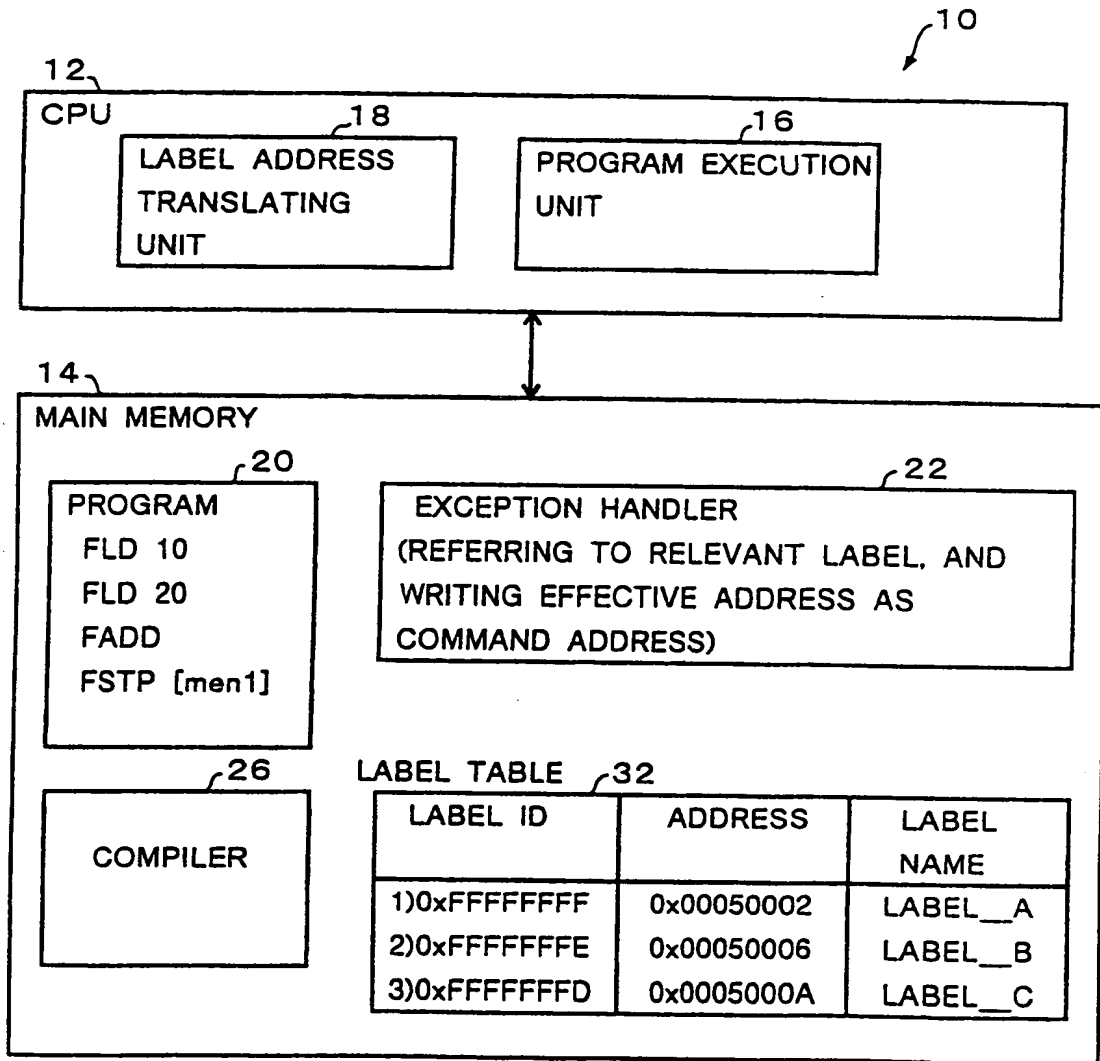 10
12
CPU
18
LABEL ADDRESS
TRANSLATING
UNIT
16
PROGRAM EXECUTION
UNIT
14
MAIN MEMORY
20
PROGRAM
FLD 10
FLD 20
FADD
FSTP [men1]
22
EXCEPTION HANDLER
(REFERRING TO RELEVANT LABEL, AND
WRITING EFFECTIVE ADDRESS AS
COMMAND ADDRESS)
26
COMPILER
LABEL TABLE 32
LABEL ID ADDRESS LABEL
NAME
1)0xFFFFFFFF 0x00050002 LABEL__A
2)0xFFFFFFFE 0x00050006 LABEL__B
3)0xFFFFFFFD 0x0005000A LABEL__C